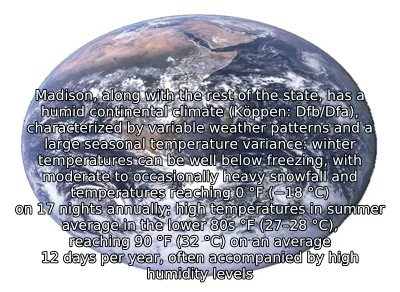 Madison, along with the rest of the state, has a
humid continental climate (Köppen: Dfb/Dfa),
characterized by variable weather patterns and a
large seasonal temperature variance: winter
temperatures can be well below freezing, with
moderate to occasionally heavy snowfall and
temperatures reaching 0 °F (−18 °C)
on 17 nights annually; high temperatures in summer
average in the lower 80s °F (27–28 °C),
reaching 90 °F (32 °C) on an average
12 days per year, often accompanied by high
humidity levels